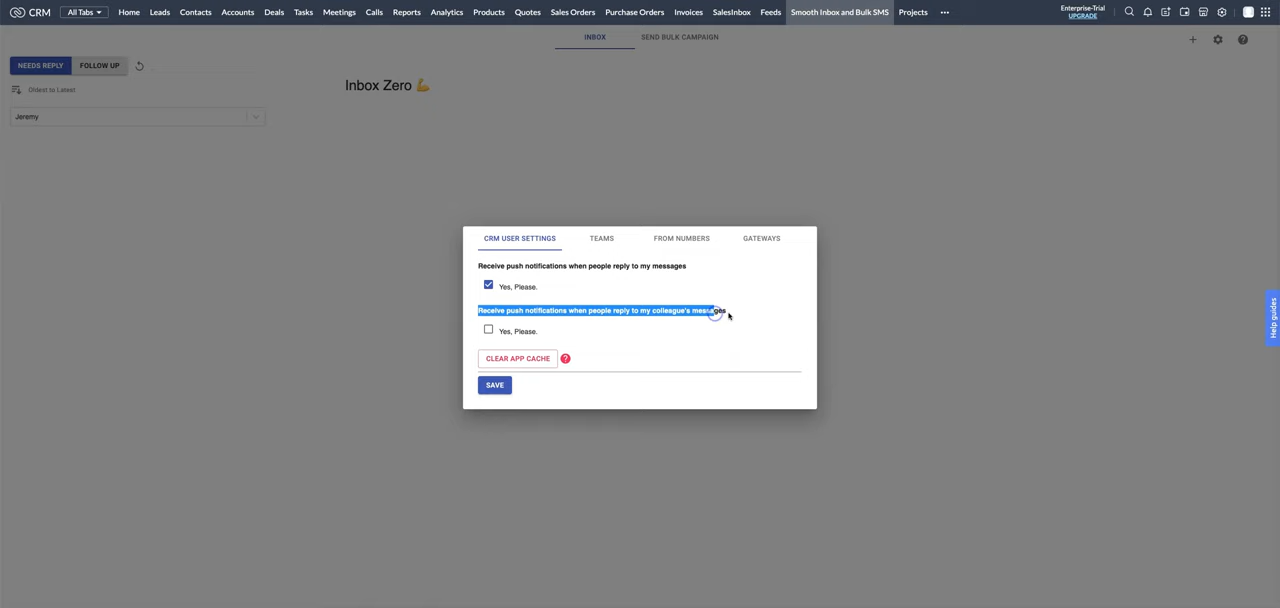 CRM All Tabs Home Leads Contacts Accounts Deals Tasks Meetings Calls Reports Analytics Products Quotes Sales Orders Purchase Orders Invoices SalesInbox Feeds Smooth Inbox and Bulk SMS Projects ••• Enterprise-Trial
UPGRADE
INBOX SEND BULK CAMPAIGN
NEEDS REPLY FOLLOW UP
Oldest to Latest
Inbox Zero 💪
Jeremy
CRM USER SETTINGS TEAMS FROM NUMBERS GATEWAYS
Receive push notifications when people reply to my messages
Yes, Please.
Receive push notifications when people reply to my colleague's messages
Yes, Please.
CLEAR APP CACHE ?
SAVE
Help guides